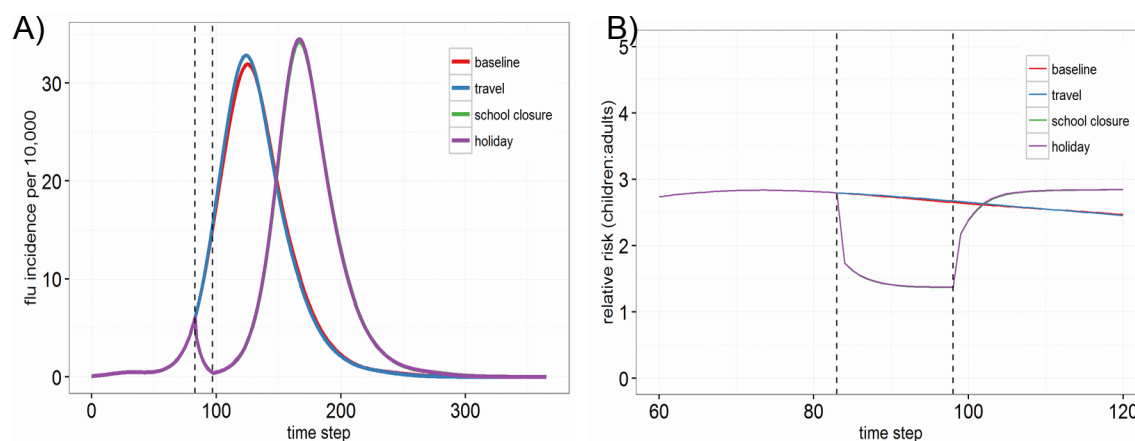 A)
flu incidence per 10,000
30
20
10
0
0 100 200 300
time step
baseline
travel
school closure
holiday
B)
relative risk (children:adults)
5
4
3
2
1
0
60 80 100 120
time step
baseline
travel
school closure
holiday